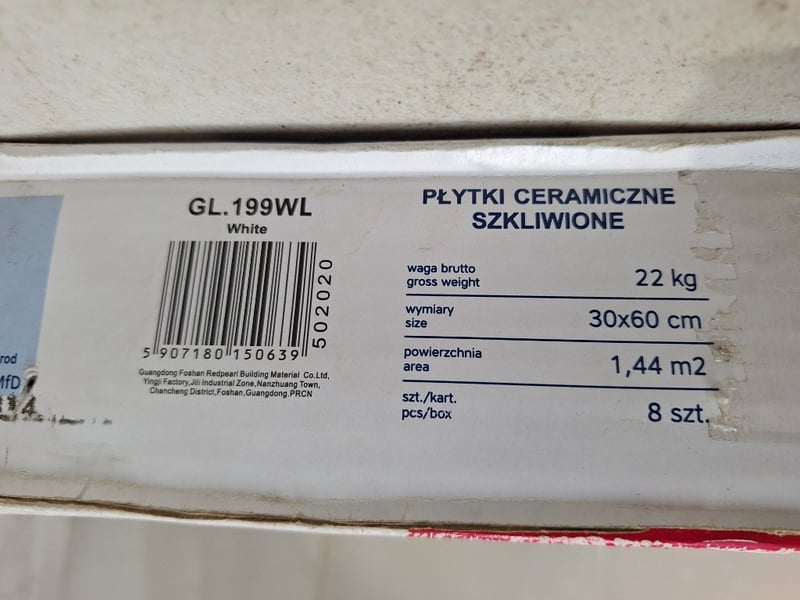 GL.199WL
White
5 907180 150639
502020
Guangdong Foshan Redpearl Building Material Co.Ltd,
Yingji Factory,Jili Industrial Zone,Nanzhuang Town,
Chancheng District,Foshan,Guangdong.PRCN
PŁYTKI CERAMICZNE
SZKLIWIONE
waga brutto
gross weight
22 kg
wymiary
size
30x60 cm
powierzchnia
area
1,44 m2
szt./kart.
pcs/box
8 szt.
rod
MfD